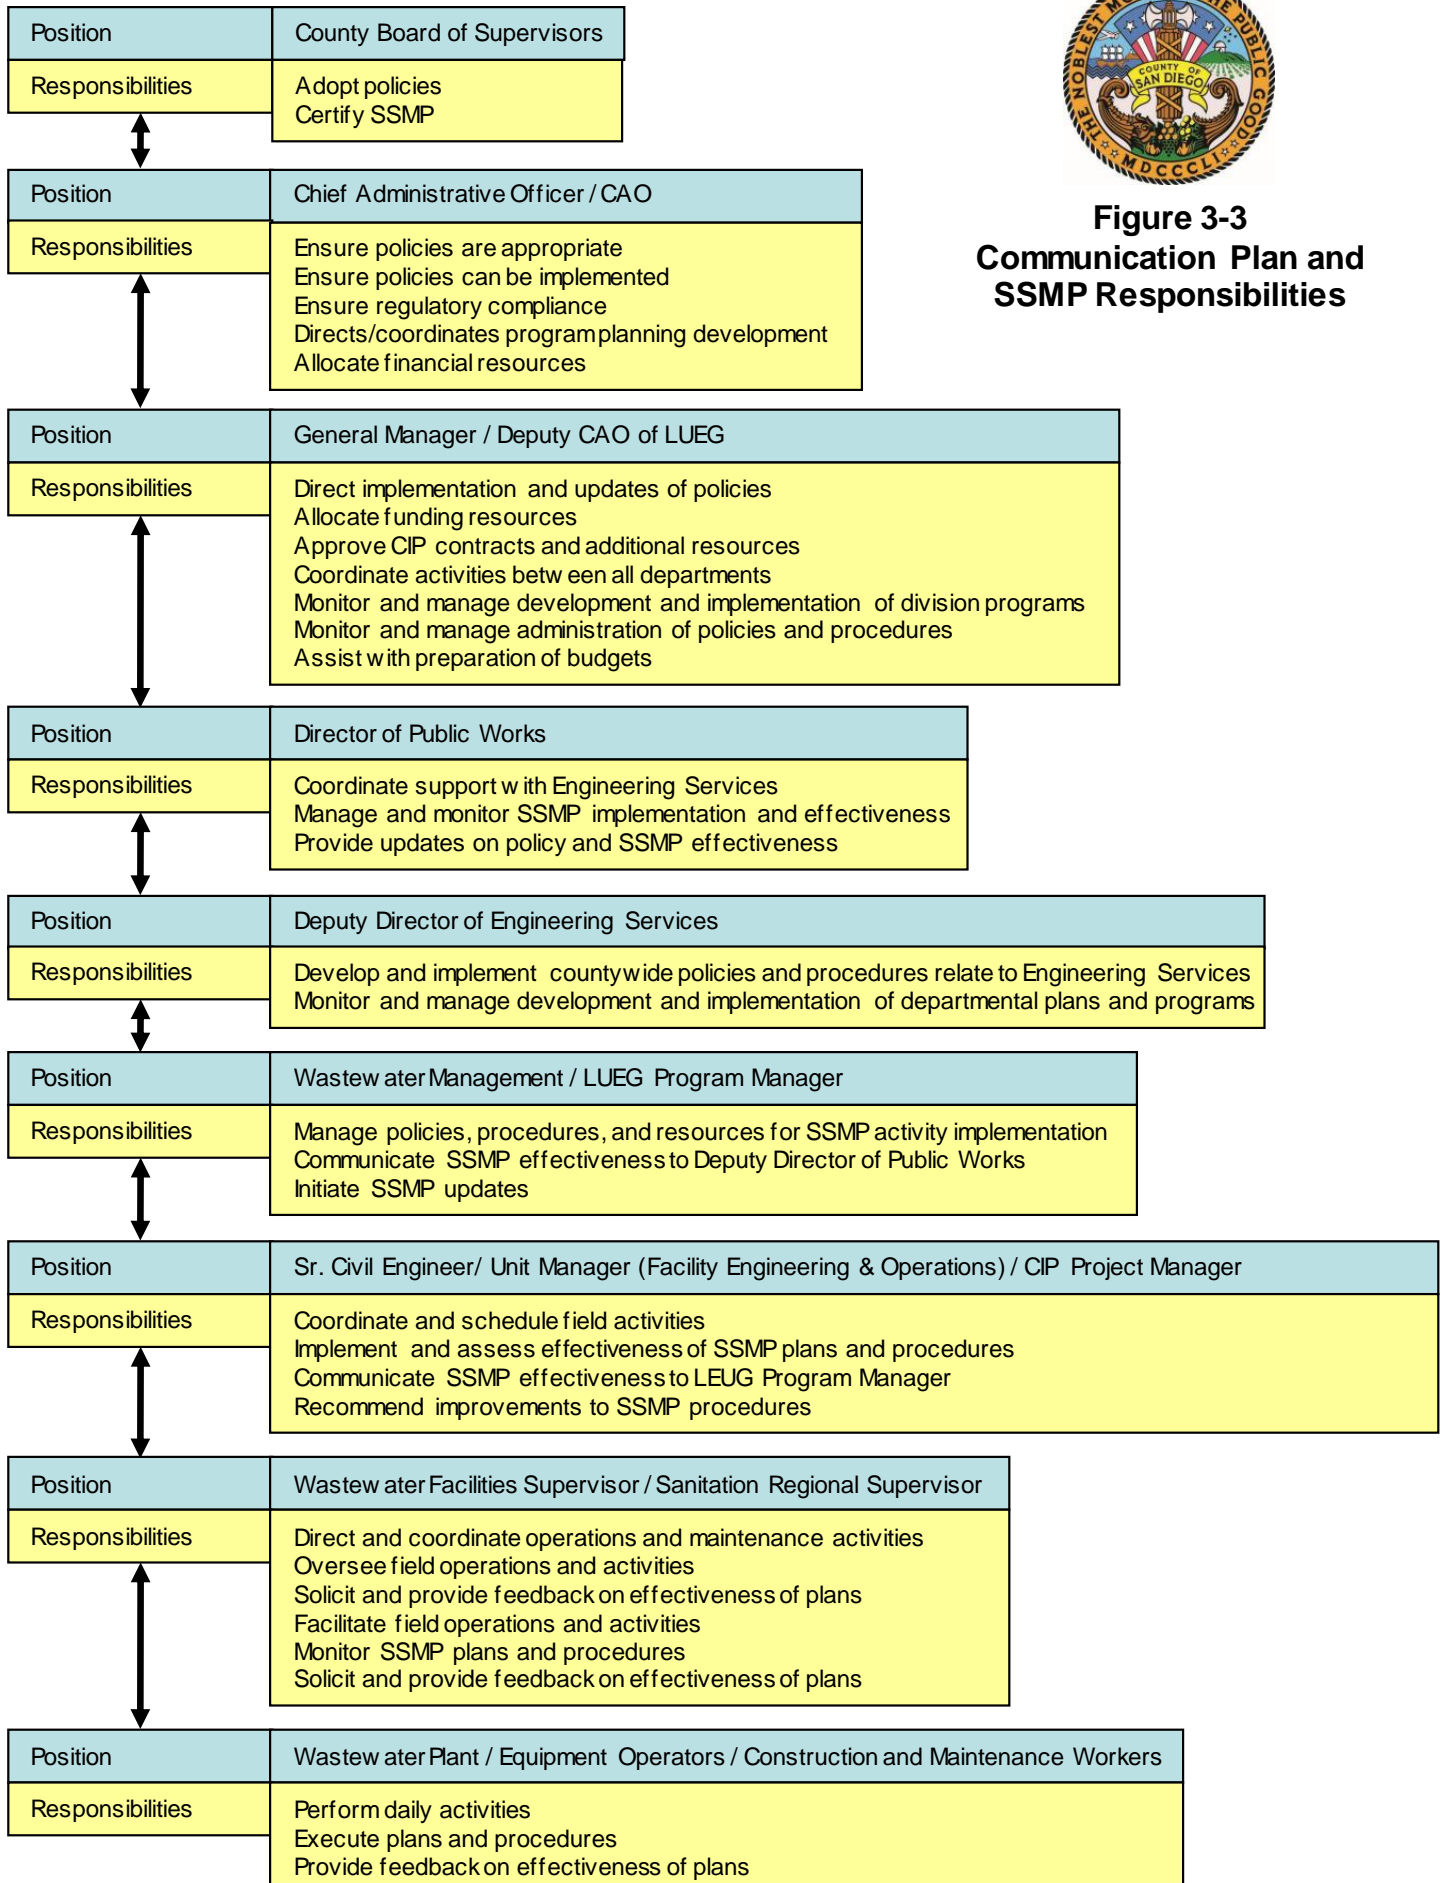 Position County Board of Supervisors
Responsibilities Adopt policies
Certify SSMP
THE NOBLEST MO THE PUBLIC GOOD
COUNTY OF
SAN DIEGO
MDCCCLI
Figure 3-3
Communication Plan and
SSMP Responsibilities
Position Chief Administrative Officer / CAO
Responsibilities Ensure policies are appropriate
Ensure policies can be implemented
Ensure regulatory compliance
Directs/coordinates program planning development
Allocate financial resources
Position General Manager / Deputy CAO of LUEG
Responsibilities Direct implementation and updates of policies
Allocate funding resources
Approve CIP contracts and additional resources
Coordinate activities between all departments
Monitor and manage development and implementation of division programs
Monitor and manage administration of policies and procedures
Assist with preparation of budgets
Position Director of Public Works
Responsibilities Coordinate support with Engineering Services
Manage and monitor SSMP implementation and effectiveness
Provide updates on policy and SSMP effectiveness
Position Deputy Director of Engineering Services
Responsibilities Develop and implement countywide policies and procedures relate to Engineering Services
Monitor and manage development and implementation of departmental plans and programs
Position Wastewater Management / LUEG Program Manager
Responsibilities Manage policies, procedures, and resources for SSMP activity implementation
Communicate SSMP effectiveness to Deputy Director of Public Works
Initiate SSMP updates
Position Sr. Civil Engineer/ Unit Manager (Facility Engineering & Operations) / CIP Project Manager
Responsibilities Coordinate and schedule field activities
Implement and assess effectiveness of SSMP plans and procedures
Communicate SSMP effectiveness to LEUG Program Manager
Recommend improvements to SSMP procedures
Position Wastewater Facilities Supervisor / Sanitation Regional Supervisor
Responsibilities Direct and coordinate operations and maintenance activities
Oversee field operations and activities
Solicit and provide feedback on effectiveness of plans
Facilitate field operations and activities
Monitor SSMP plans and procedures
Solicit and provide feedback on effectiveness of plans
Position Wastewater Plant / Equipment Operators / Construction and Maintenance Workers
Responsibilities Perform daily activities
Execute plans and procedures
Provide feedback on effectiveness of plans